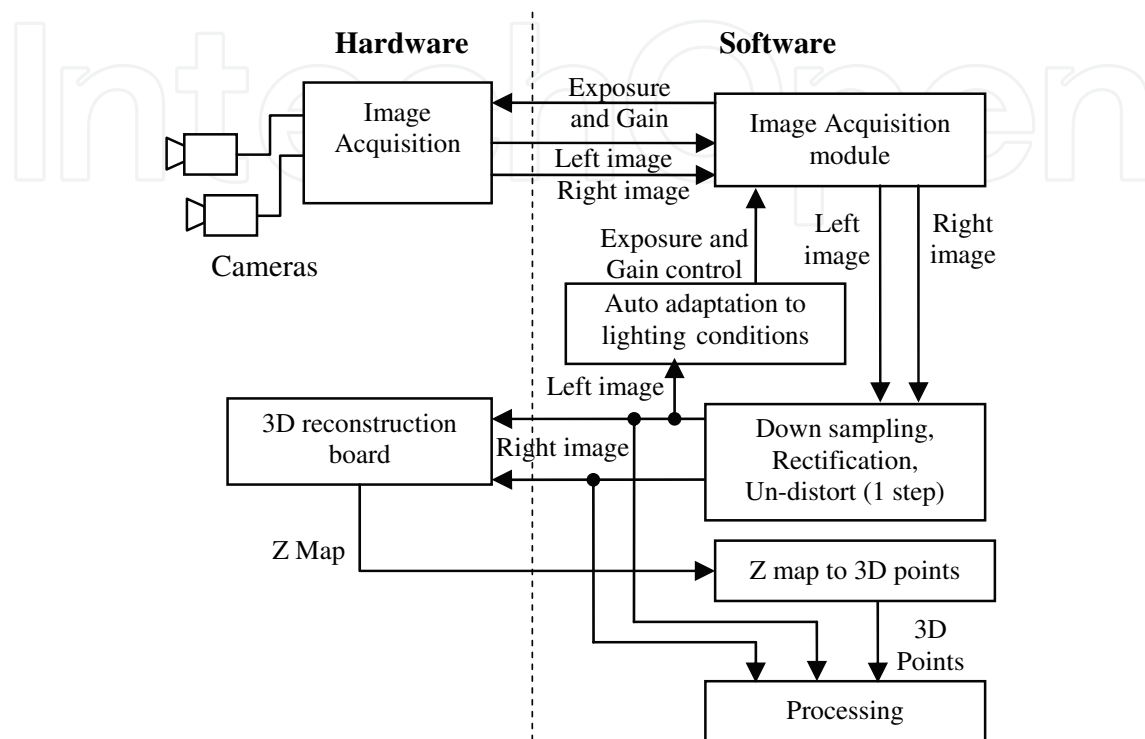 IntechOpen
Hardware
Software
Image
Acquisition
Exposure
and Gain
Left image
Right image
Image Acquisition
module
Cameras
Exposure and
Gain control
Left
image
Right
image
Auto adaptation to
lighting conditions
Left image
3D reconstruction
board
Right image
Down sampling,
Rectification,
Un-distort (1 step)
Z Map
Z map to 3D points
3D
Points
Processing